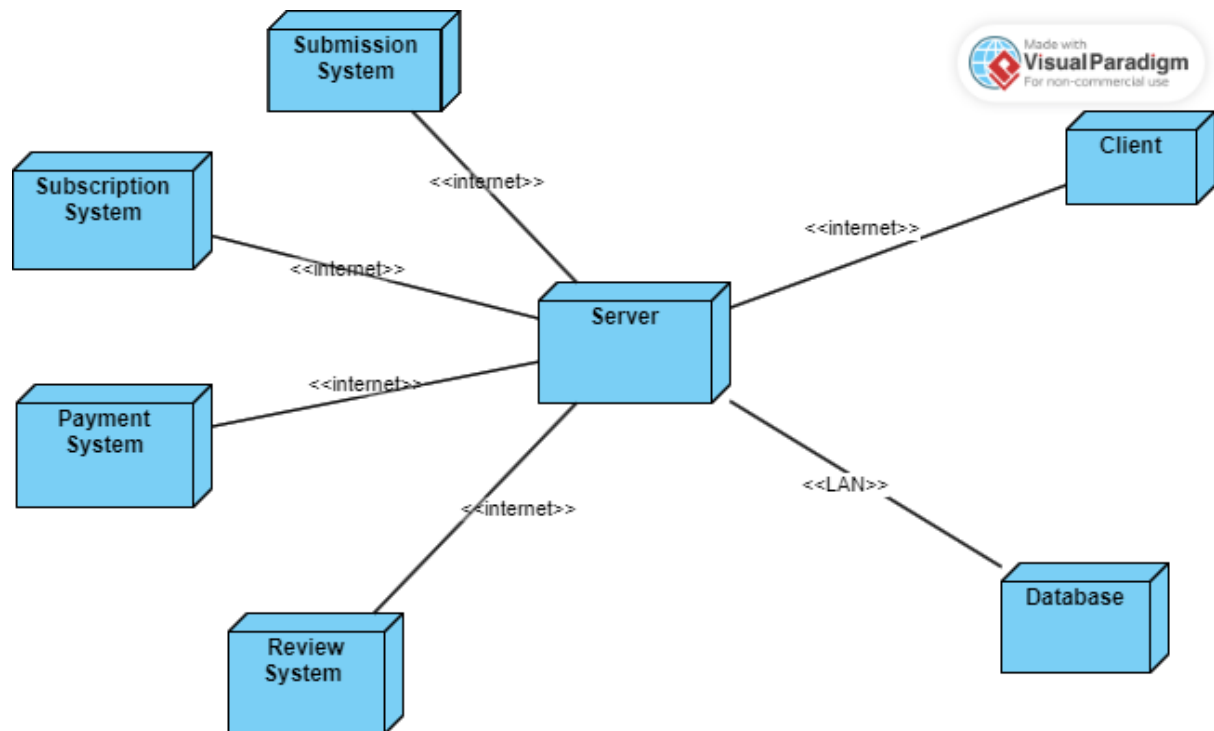 Submission
System
Made with
Visual Paradigm
For non-commercial use
Client
Subscription
System
<<internet>>
<<internet>>
<<internet>>
Server
<<internet>>
Payment
System
<<LAN>>
<<internet>>
Database
Review
System